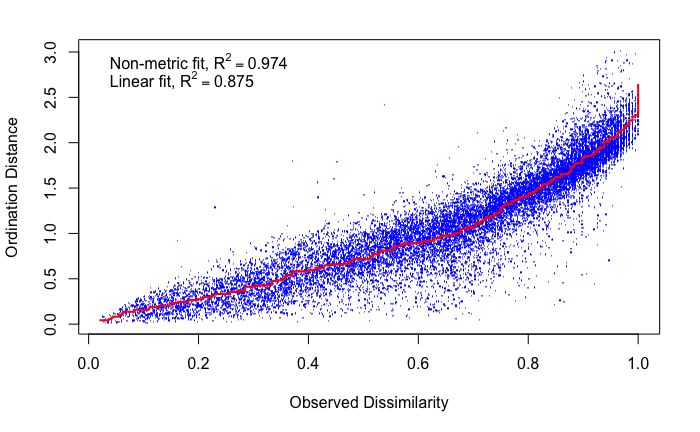 Non-metric fit, R² = 0.974
Linear fit, R² = 0.875
Ordination Distance
3.0
2.5
2.0
1.5
1.0
0.5
0.0
0.0 0.2 0.4 0.6 0.8 1.0
Observed Dissimilarity